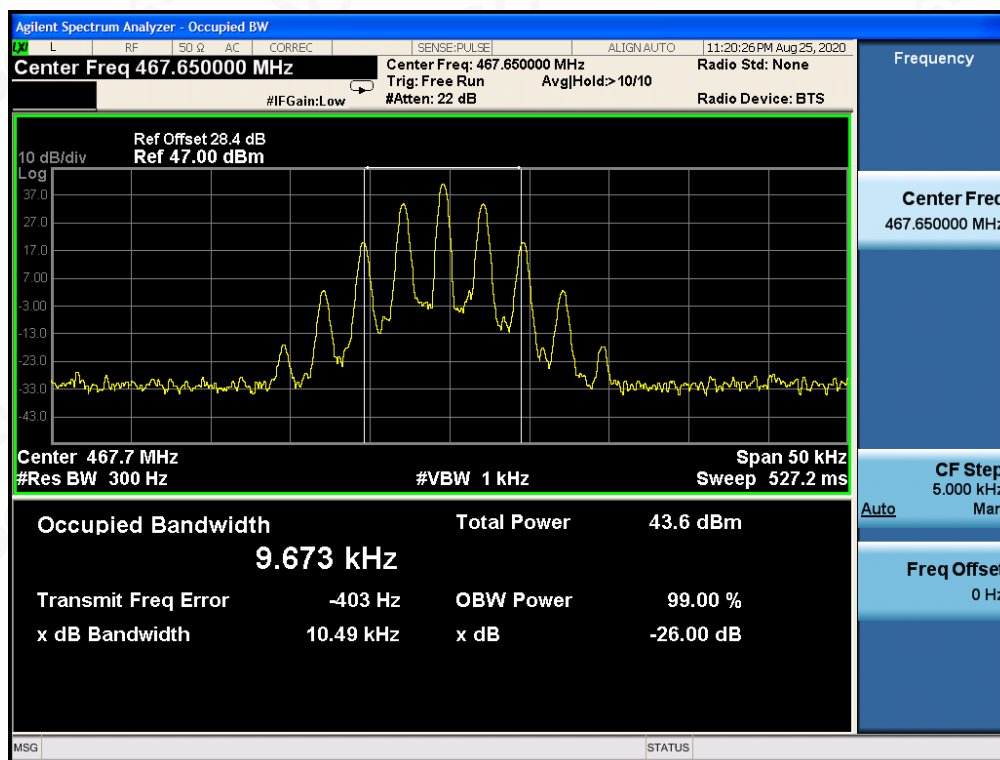 Agilent Spectrum Analyzer - Occupied BW
LXI L RF 50 Ω AC CORREC SENSE:PULSE ALIGN AUTO 11:20:26 PM Aug 25, 2020
Center Freq 467.650000 MHz
Center Freq: 467.650000 MHz
Radio Std: None
Trig: Free Run Avg|Hold:> 10/10
#IFGain:Low
#Atten: 22 dB
Radio Device: BTS
Ref Offset 28.4 dB
10 dB/div Ref 47.00 dBm
Log
37.0
27.0
17.0
7.00
-3.00
-13.0
-23.0
-33.0
-43.0
Center 467.7 MHz Span 50 kHz
#Res BW 300 Hz #VBW 1 kHz Sweep 527.2 ms
Occupied Bandwidth Total Power 43.6 dBm
9.673 kHz
Transmit Freq Error -403 Hz OBW Power 99.00 %
x dB Bandwidth 10.49 kHz x dB -26.00 dB
MSG STATUS
Frequency
Center Freq
467.650000 MHz
CF Step
5.000 kHz
Auto Man
Freq Offset
0 Hz